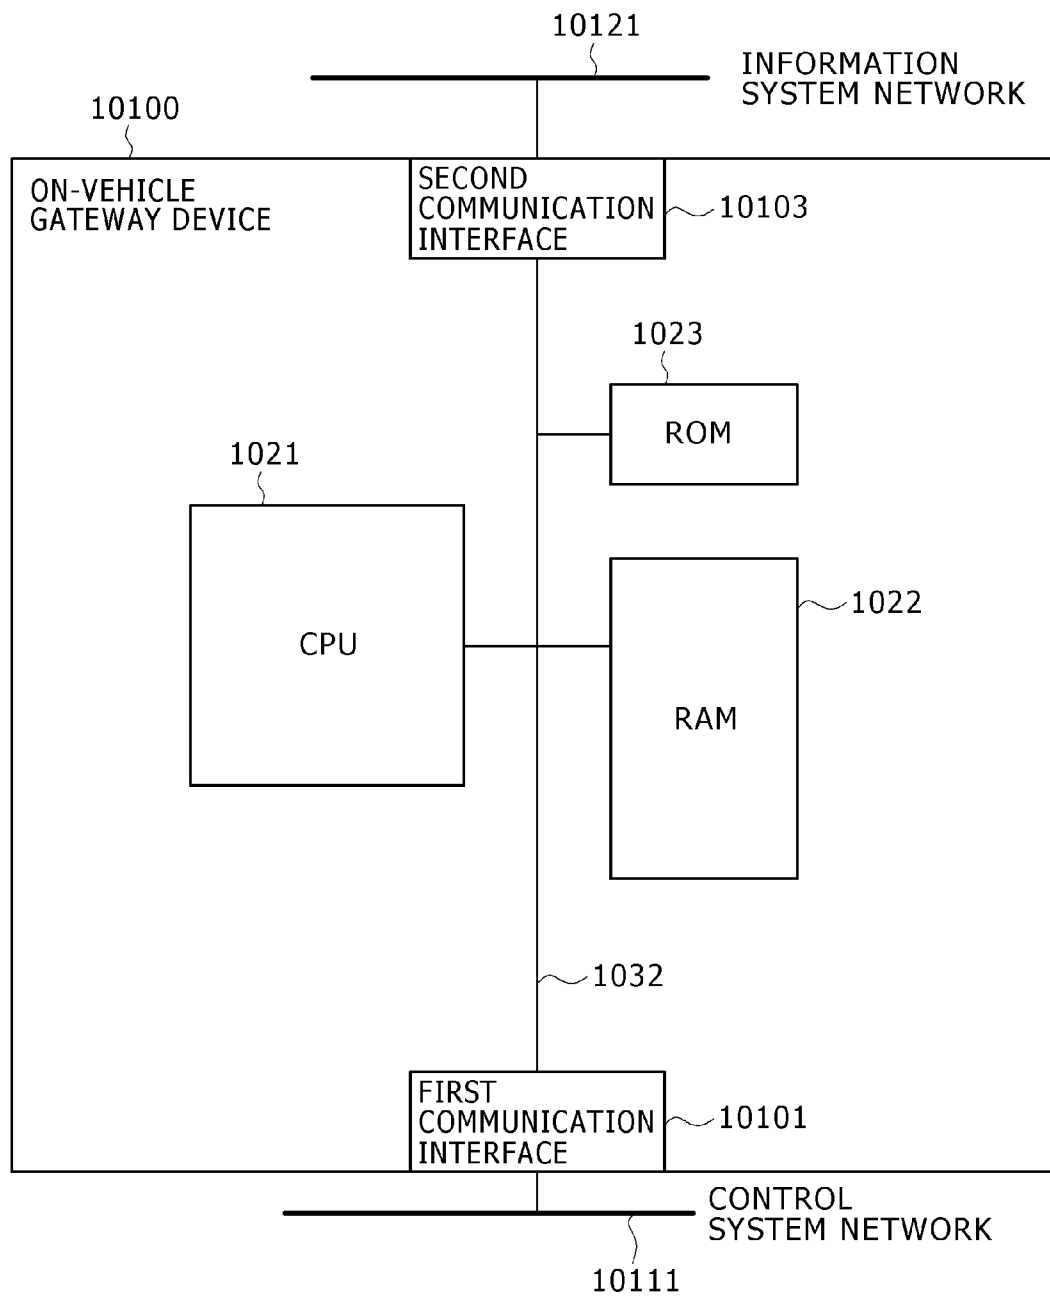 10121
INFORMATION
SYSTEM NETWORK
10100
ON-VEHICLE
GATEWAY DEVICE
SECOND
COMMUNICATION
INTERFACE
10103
1023
ROM
1021
CPU
1022
RAM
1032
FIRST
COMMUNICATION
INTERFACE
10101
CONTROL
SYSTEM NETWORK
10111